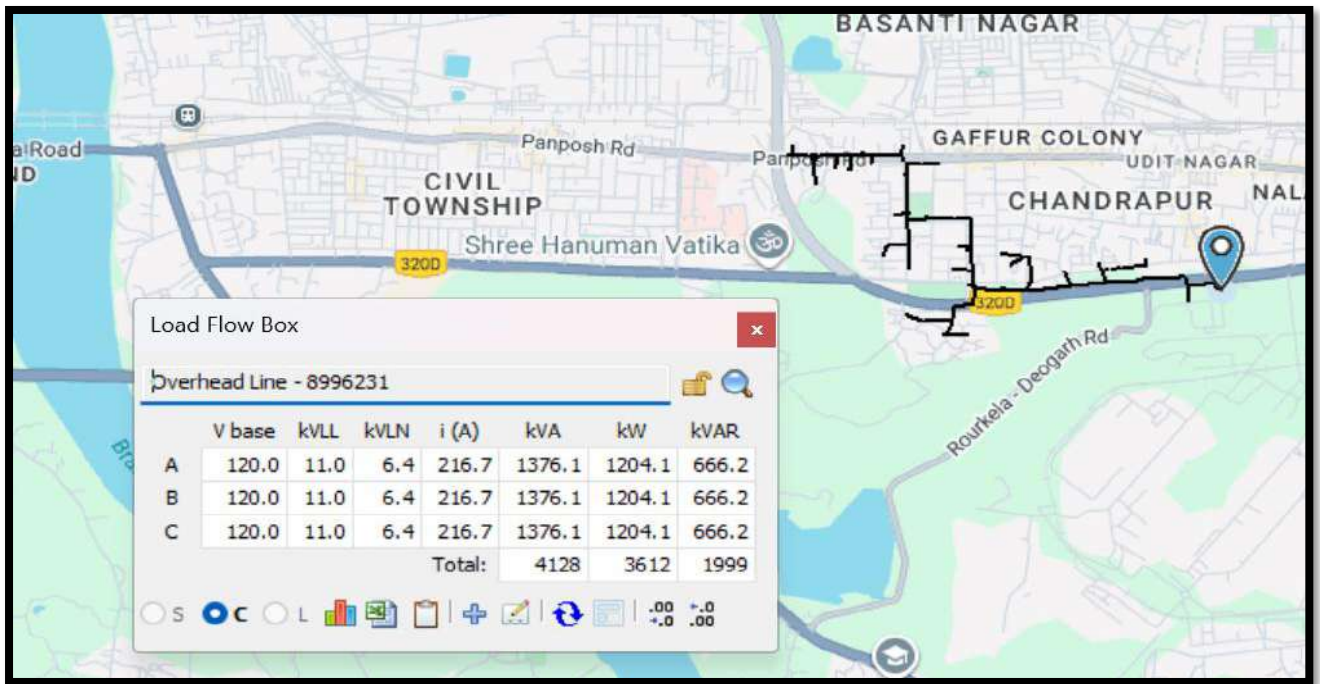 BASANTI NAGAR
a Road
ND
Panposh Rd
Panposh Rd
GAFFUR COLONY
UDIT NAGAR
CIVIL
TOWNSHIP
CHANDRAPUR
NAL
Shree Hanuman Vatika
320D
320D
Rourkela - Deogarh Rd
Bra
Load Flow Box
Overhead Line - 8996231
V base kVLL kVLN i (A) kVA kW kVAR
A 120.0 11.0 6.4 216.7 1376.1 1204.1 666.2
B 120.0 11.0 6.4 216.7 1376.1 1204.1 666.2
C 120.0 11.0 6.4 216.7 1376.1 1204.1 666.2
Total: 4128 3612 1999
S C L .00 .0 .0 .00